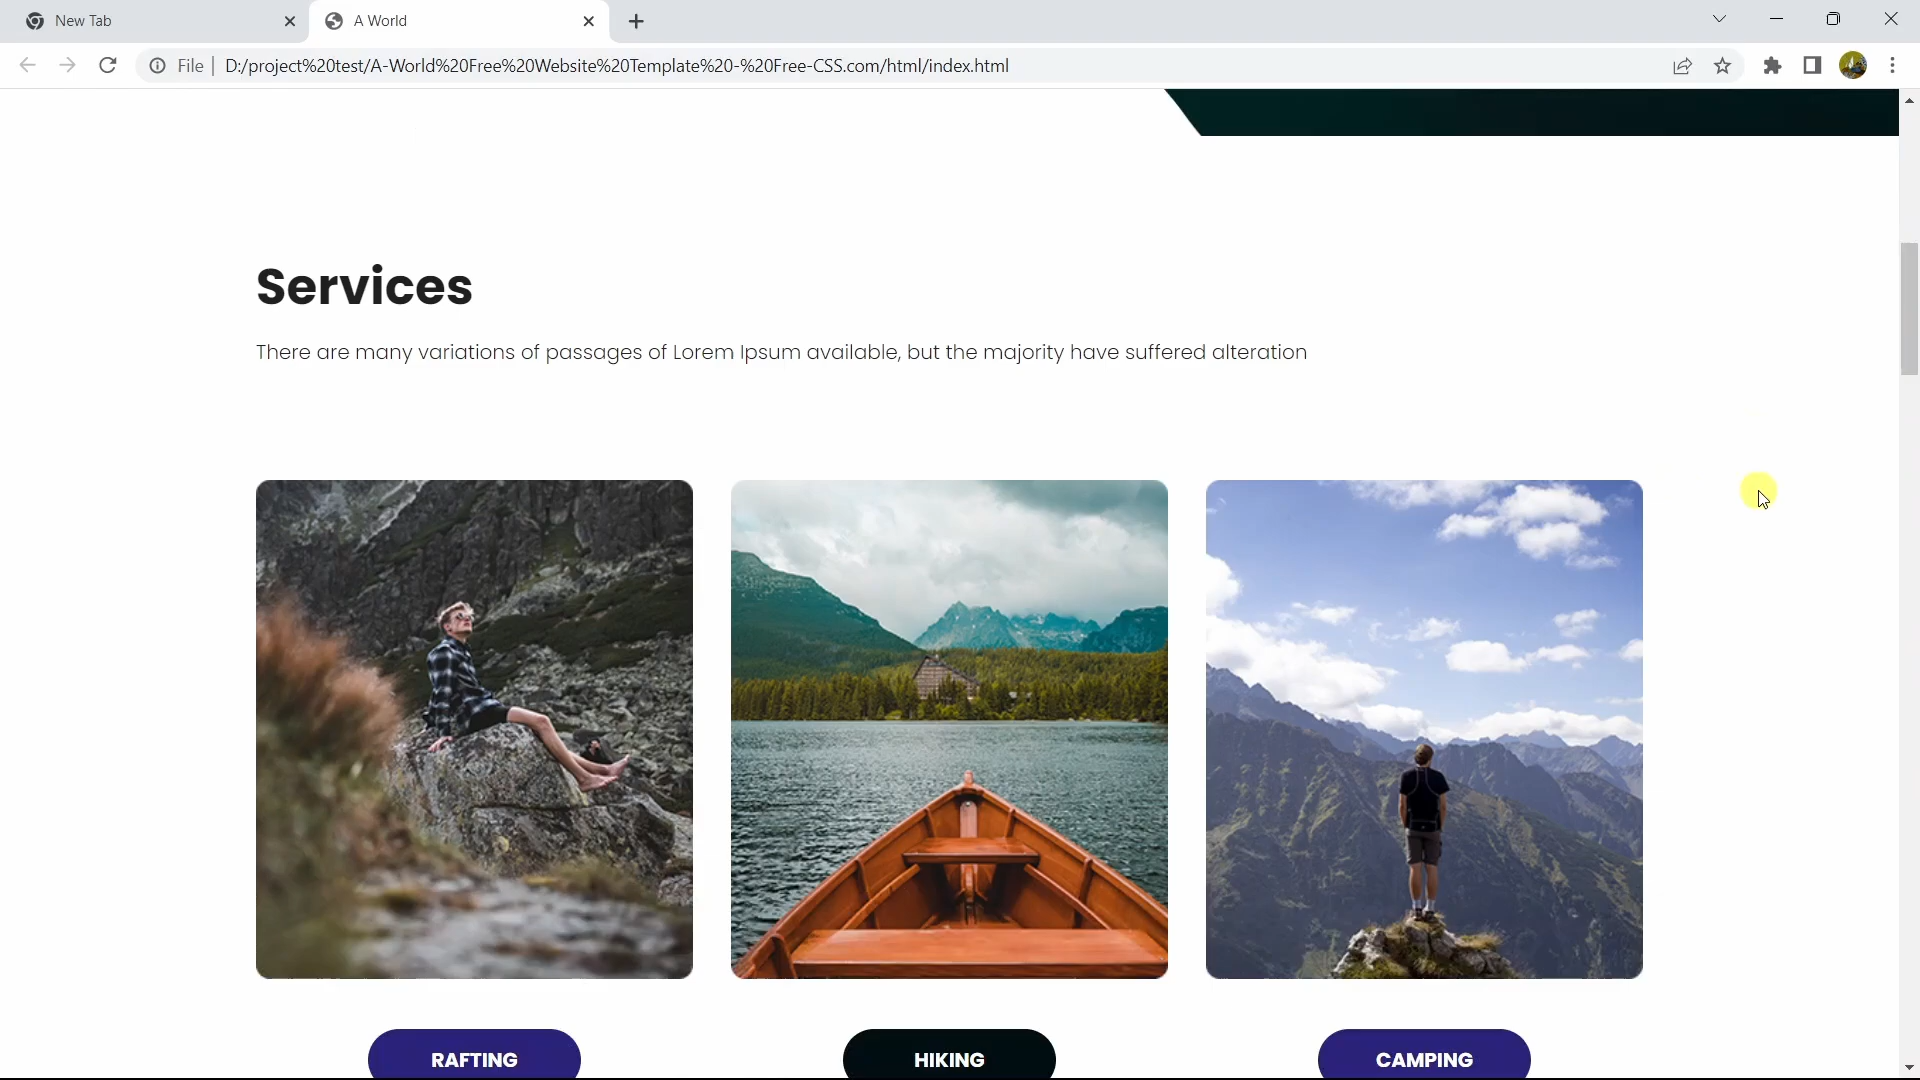 New Tab
A World
File
D:/project%20test/A-World%20Free%20Website%20Template%20-%20Free-CSS.com/html/index.html
Services
There are many variations of passages of Lorem Ipsum available, but the majority have suffered alteration
RAFTING
HIKING
CAMPING